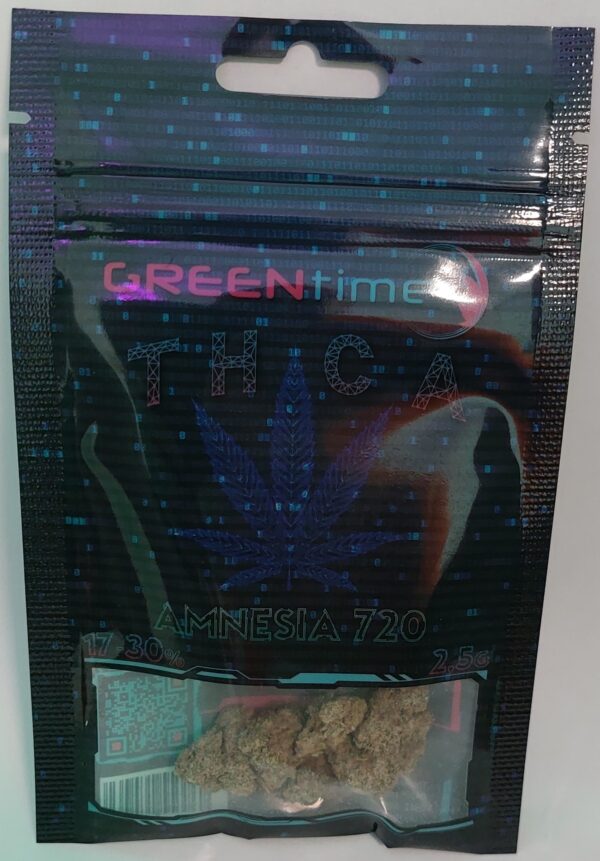 GREENtime
THCA
AMNESIA 720
17-30%
2,5G